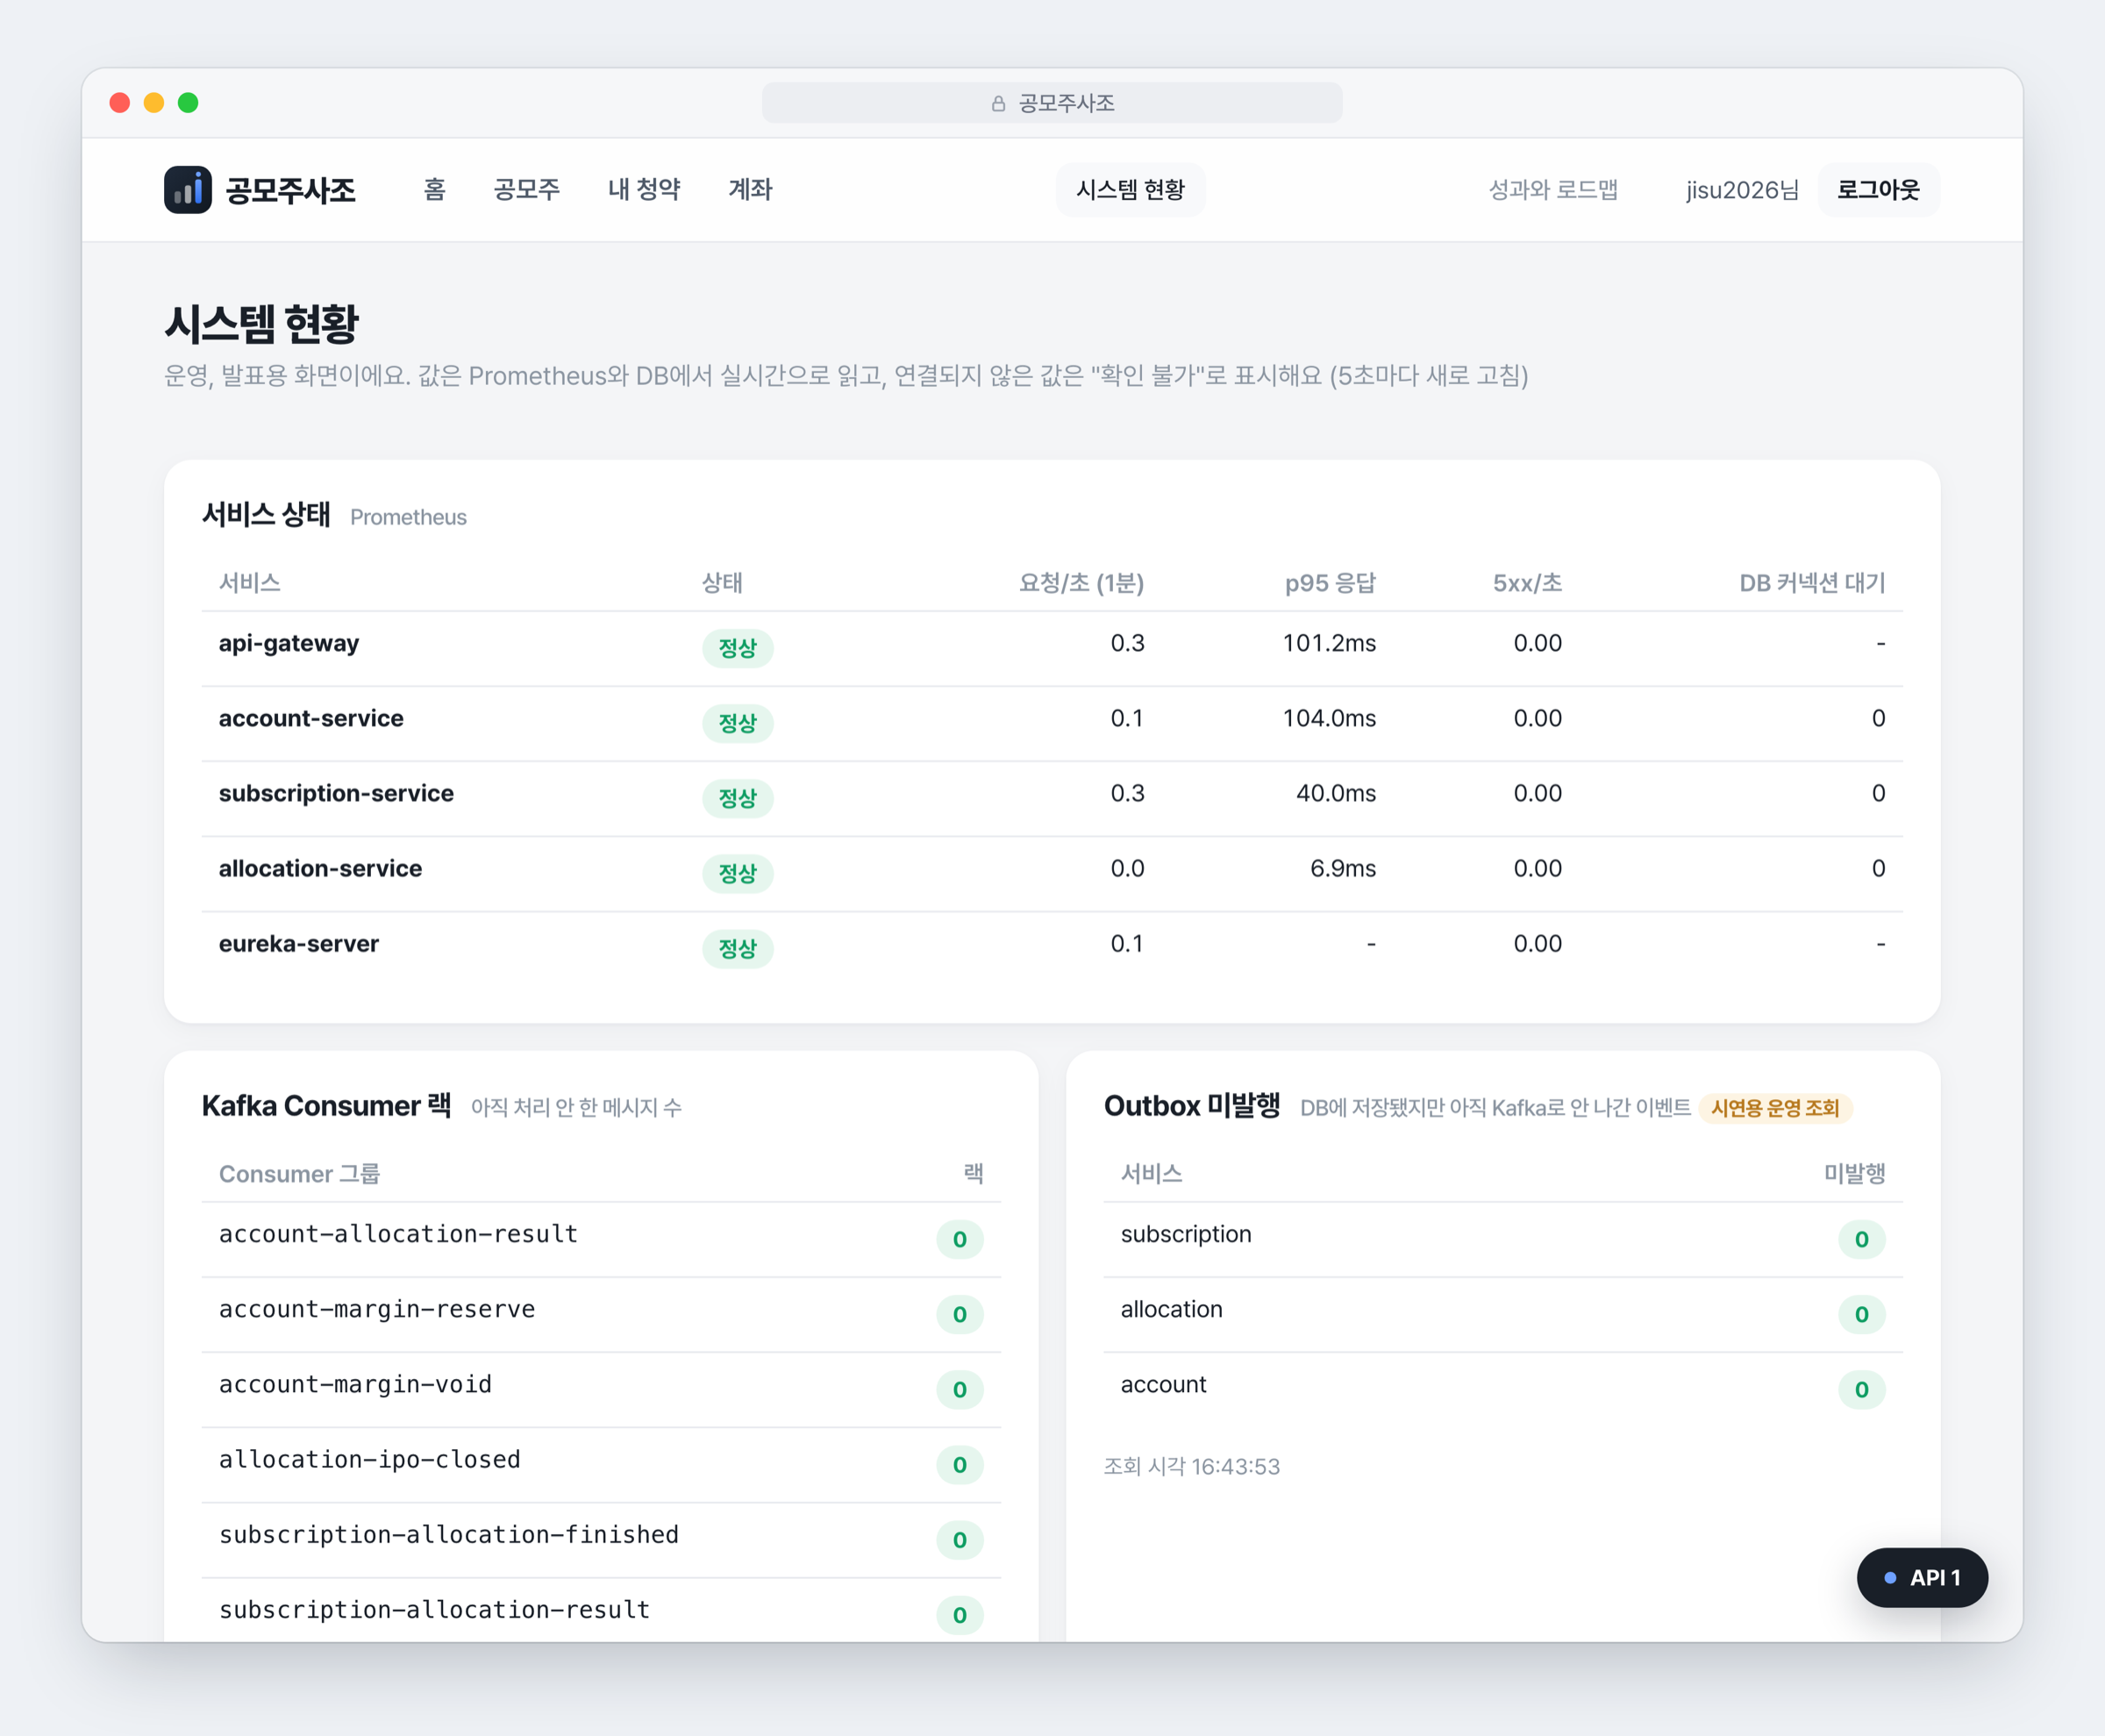 공모주사조
공모주사조 홈 공모주 내 청약 계좌 시스템 현황 성과와 로드맵 jisu2026님 로그아웃
시스템 현황
운영, 발표용 화면이에요. 값은 Prometheus와 DB에서 실시간으로 읽고, 연결되지 않은 값은 "확인 불가"로 표시해요 (5초마다 새로 고침)
서비스 상태 Prometheus
서비스 상태 요청/초 (1분) p95 응답 5xx/초 DB 커넥션 대기
api-gateway 정상 0.3 101.2ms 0.00 -
account-service 정상 0.1 104.0ms 0.00 0
subscription-service 정상 0.3 40.0ms 0.00 0
allocation-service 정상 0.0 6.9ms 0.00 0
eureka-server 정상 0.1 - 0.00 -
Kafka Consumer 랙 아직 처리 안 한 메시지 수
Consumer 그룹 랙
account-allocation-result 0
account-margin-reserve 0
account-margin-void 0
allocation-ipo-closed 0
subscription-allocation-finished 0
subscription-allocation-result 0
Outbox 미발행 DB에 저장됐지만 아직 Kafka로 안 나간 이벤트 시연용 운영 조회
서비스 미발행
subscription 0
allocation 0
account 0
조회 시각 16:43:53
API 1